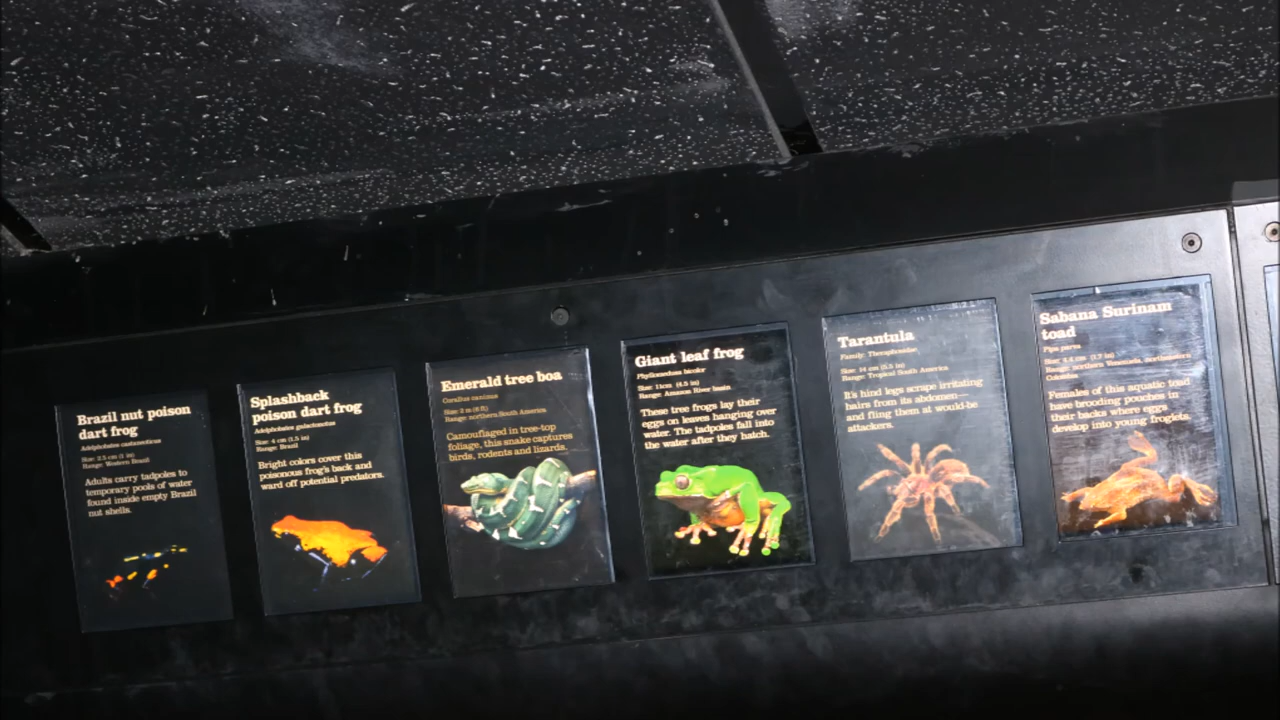 Brazil nut poison
dart frog
Adelphobates castaneoticus
Size: 2.5 cm (1 in)
Range: Western Brazil
Adults carry tadpoles to
temporary pools of water
found inside empty Brazil
nut shells.
Splashback
poison dart frog
Adelphobates galactonotus
Size: 4 cm (1.5 in)
Range: Brazil
Bright colors cover this
poisonous frog's back and
ward off potential predators.
Emerald tree boa
Corallus caninus
Size: 2 m (6 ft)
Range: northern South America
Camouflaged in tree-top
foliage, this snake captures
birds, rodents and lizards.
Giant leaf frog
Phyllomedusa bicolor
Size: 11cm (4.5 in)
Range: Amazon River basin
These tree frogs lay their
eggs on leaves hanging over
water. The tadpoles fall into
the water after they hatch.
Tarantula
Family: Theraphosidae
Size: 14 cm (5.5 in)
Range: Tropical South America
It's hind legs scrape irritating
hairs from its abdomen—
and fling them at would-be
attackers.
Sabana Surinam
toad
Pipa parva
Size: 4.4 cm (1.7 in)
Range: northern Venezuela, northeastern
Colombia
Females of this aquatic toad
have brooding pouches in
their backs where eggs
develop into young froglets.